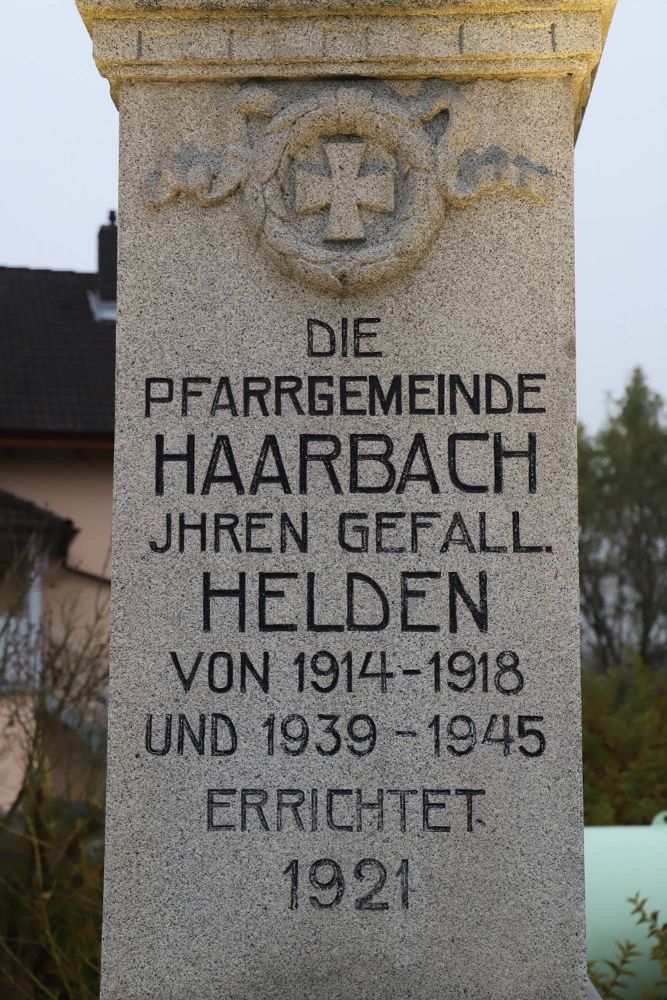 DIE
PFARRGEMEINDE
HAARBACH
JHREN GEFALL.
HELDEN
VON 1914-1918
UND 1939-1945
ERRICHTET
1921